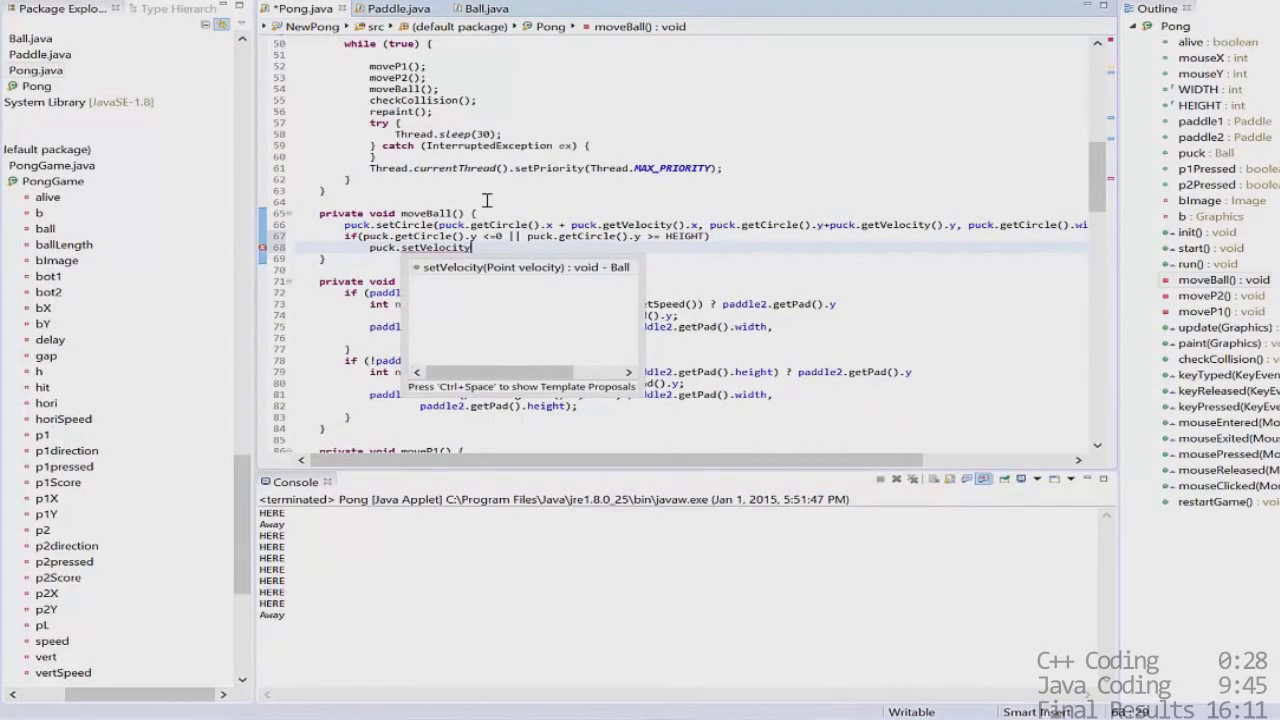 Package Explo...
Type Hierarch
Ball.java
Paddle.java
Pong.java
Pong
System Library [JavaSE-1.8]
(default package)
PongGame.java
PongGame
alive
b
ball
ballLength
bImage
bot1
bot2
bX
bY
delay
gap
h
hit
hori
horiSpeed
p1
p1direction
p1pressed
p1Score
p1X
p1Y
p2
p2direction
p2pressed
p2Score
p2X
p2Y
pL
speed
vert
vertSpeed
*Pong.java
Paddle.java
Ball.java
NewPong
src
(default package)
Pong
moveBall() : void
50 while (true) {
51
52 moveP1();
53 moveP2();
54 moveBall();
55 checkCollision();
56 repaint();
57 try {
58 Thread.sleep(30);
59 } catch (InterruptedException ex) {
60 }
61 Thread.currentThread().setPriority(Thread.MAX_PRIORITY);
62 }
63 }
64
65 private void moveBall() {
66 puck.setCircle(puck.getCircle().x + puck.getVelocity().x, puck.getCircle().y+puck.getVelocity().y, puck.getCircle().wi
67 if(puck.getCircle().y <=0 || puck.getCircle().y >= HEIGHT)
68 puck.setVelocity
69 }
70
71 private void
72 if (paddl
73 int n etSpeed()) ? paddle2.getPad().y
74 d().y;
75 paddl paddle2.getPad().width,
76
77 }
78 if (!padd
79 int n ddle2.getPad().height) ? paddle2.getPad().y
80 d().y;
81 paddl paddle2.getPad().width,
82 paddle2.getPad().height);
83 }
84 }
85
86 private void moveP1() {
setVelocity(Point velocity) : void - Ball
Press 'Ctrl+Space' to show Template Proposals
Console
<terminated> Pong [Java Applet] C:\Program Files\Java\jre1.8.0_25\bin\javaw.exe (Jan 1, 2015, 5:51:47 PM)
HERE
Away
HERE
HERE
HERE
HERE
HERE
HERE
HERE
Away
Outline
Pong
alive : boolean
mouseX : int
mouseY : int
WIDTH : int
HEIGHT : int
paddle1 : Paddle
paddle2 : Paddle
puck : Ball
p1Pressed : boole
p2Pressed : boole
bImage : Image
b : Graphics
init() : void
start() : void
run() : void
moveBall() : void
moveP2() : void
moveP1() : void
update(Graphics)
paint(Graphics) :
checkCollision() :
keyTyped(KeyEven
keyReleased(KeyE
keyPressed(KeyEv
mouseEntered(Mo
mouseExited(Mou
mousePressed(Mo
mouseReleased(M
mouseClicked(Mo
restartGame() : vo
C++ Coding 0:28
Java Coding 9:45
Final Results 16:11
Writable
Smart Insert